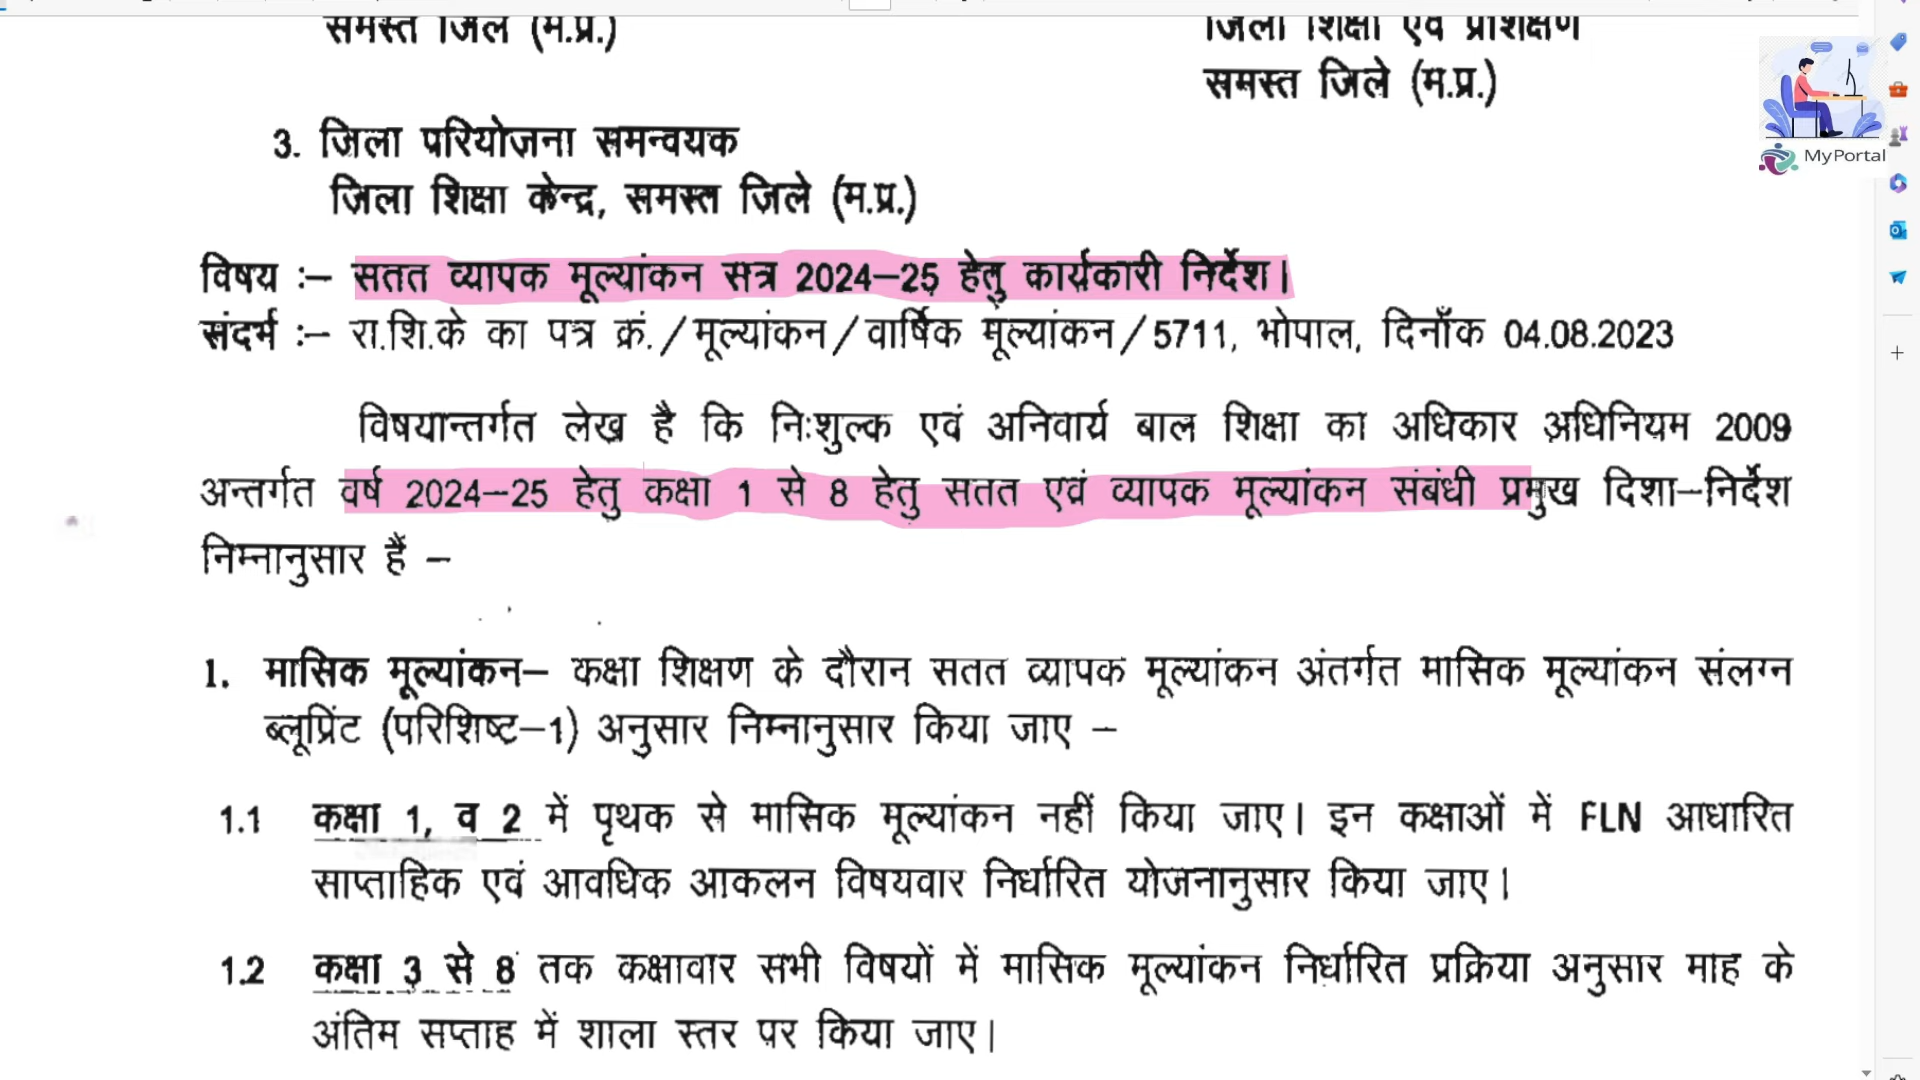 समस्त जिले (म.प्र.)
जिला शिक्षा एवं प्रशिक्षण
समस्त जिले (म.प्र.)
MyPortal
3. जिला परियोजना समन्वयक
जिला शिक्षा केन्द्र, समस्त जिले (म.प्र.)
विषय :– सतत व्यापक मूल्यांकन सत्र 2024–25 हेतु कार्यकारी निर्देश।
संदर्भ :– रा.शि.के का पत्र क्रं./मूल्यांकन/वार्षिक मूल्यांकन/5711, भोपाल, दिनाँक 04.08.2023
विषयान्तर्गत लेख है कि निःशुल्क एवं अनिवार्य बाल शिक्षा का अधिकार अधिनियम 2009
अन्तर्गत वर्ष 2024–25 हेतु कक्षा 1 से 8 हेतु सतत एवं व्यापक मूल्यांकन संबंधी प्रमुख दिशा–निर्देश
निम्नानुसार हैं –
1. मासिक मूल्यांकन– कक्षा शिक्षण के दौरान सतत व्यापक मूल्यांकन अंतर्गत मासिक मूल्यांकन संलग्न
ब्लूप्रिंट (परिशिष्ट–1) अनुसार निम्नानुसार किया जाए –
1.1 कक्षा 1, व 2 में पृथक से मासिक मूल्यांकन नहीं किया जाए। इन कक्षाओं में FLN आधारित
साप्ताहिक एवं आवधिक आकलन विषयवार निर्धारित योजनानुसार किया जाए।
1.2 कक्षा 3 से 8 तक कक्षावार सभी विषयों में मासिक मूल्यांकन निर्धारित प्रक्रिया अनुसार माह के
अंतिम सप्ताह में शाला स्तर पर किया जाए।